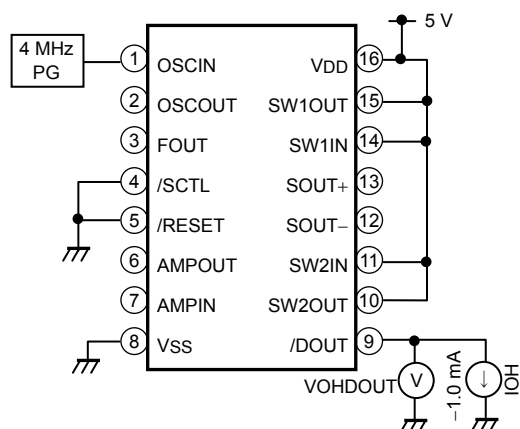 5 V
4 MHz
PG
1 OSCIN
VDD 16
2 OSCOUT
SW1OUT 15
3 FOUT
SW1IN 14
4 /SCTL
SOUT+ 13
5 /RESET
SOUT− 12
6 AMPOUT
SW2IN 11
7 AMPIN
SW2OUT 10
8 VSS
/DOUT 9
VOHDOUT
V
−1.0 mA
↓
IOH